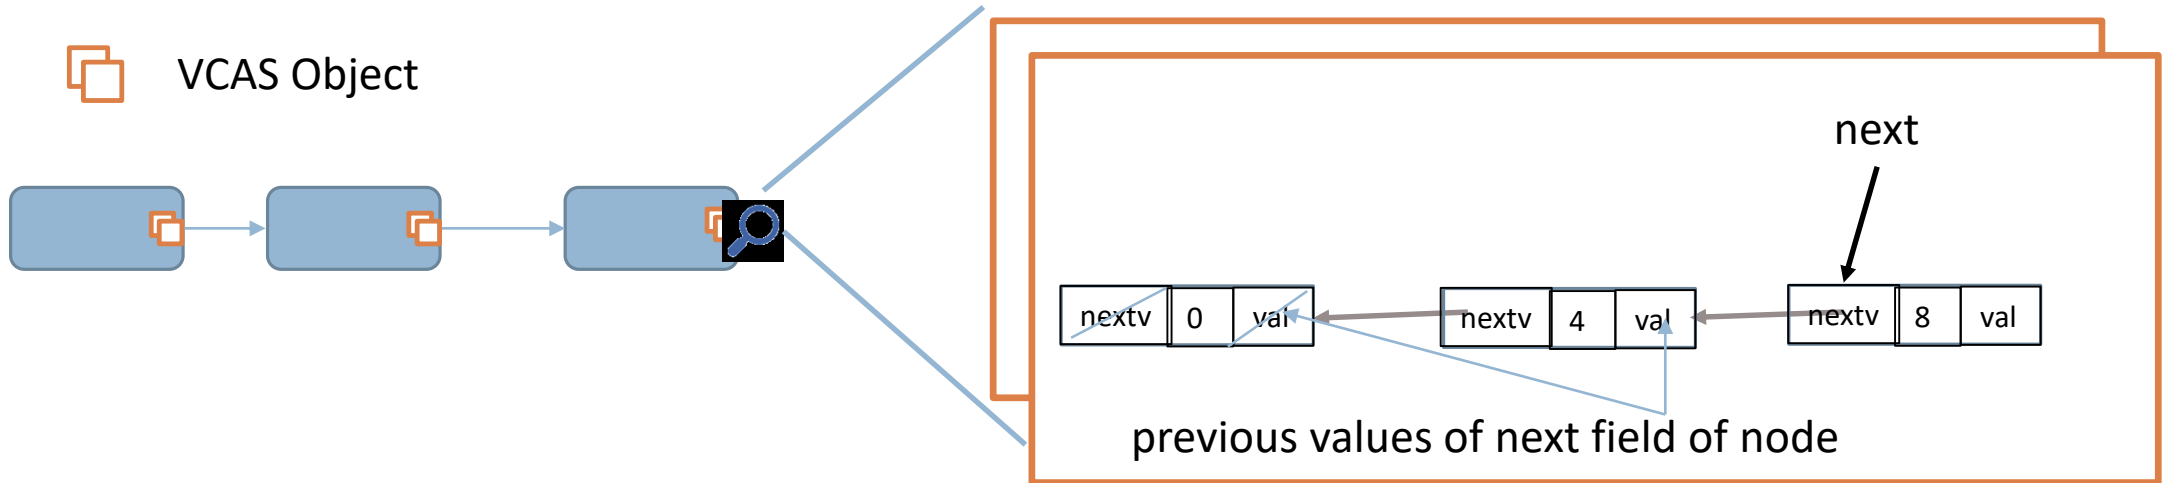 VCAS Object
next
nextv 0 val nextv 4 val nextv 8 val
previous values of next field of node